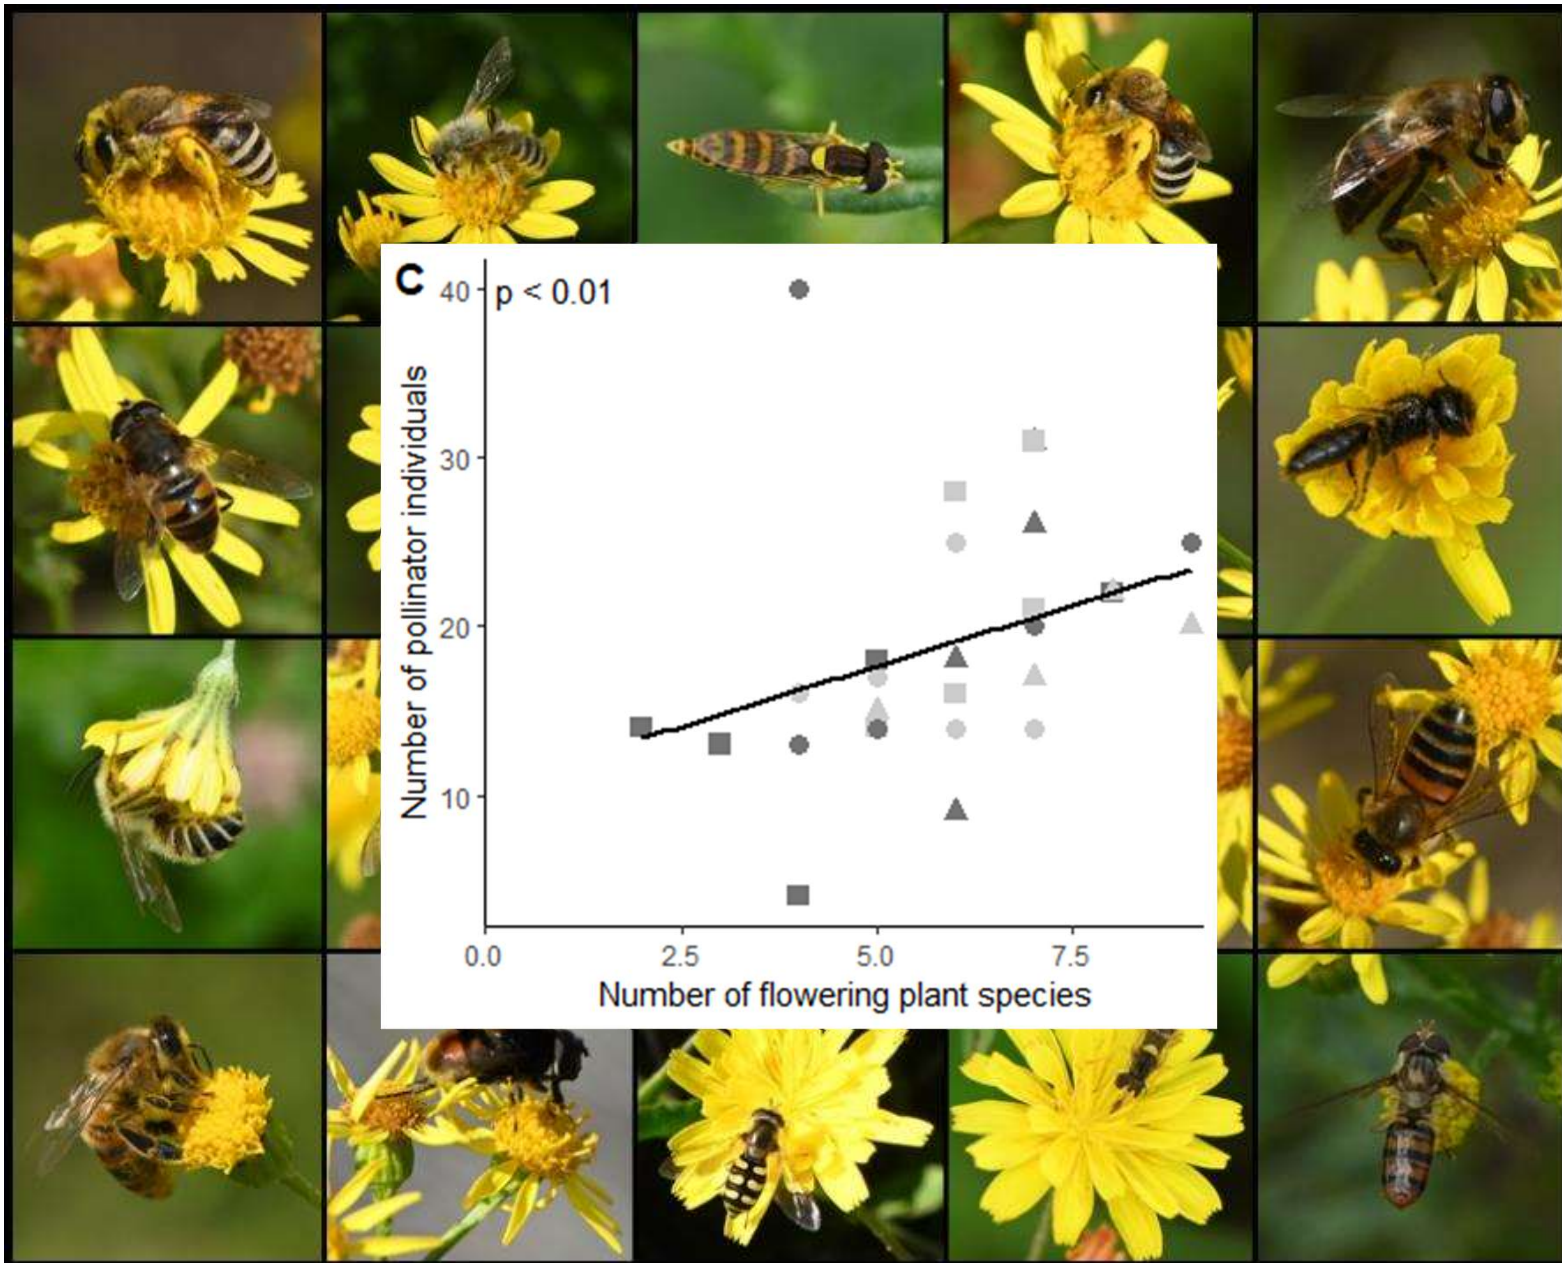 C
p < 0.01
40
30
20
10
Number of pollinator individuals
0.0 2.5 5.0 7.5
Number of flowering plant species